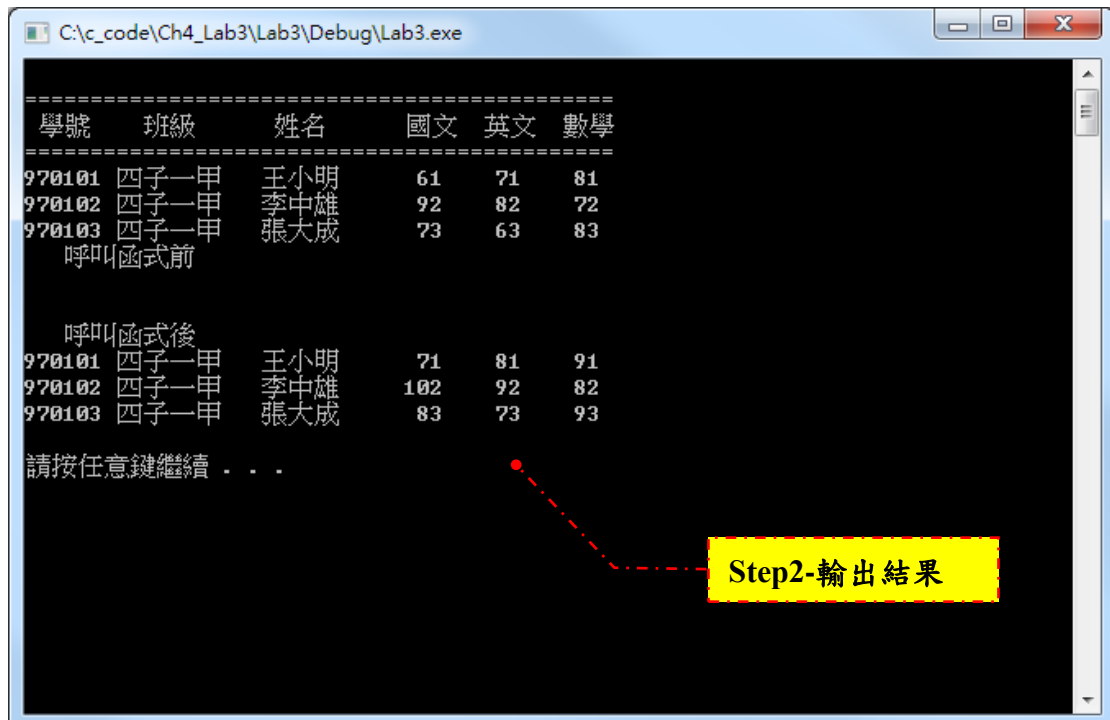 C:\c_code\Ch4_Lab3\Lab3\Debug\Lab3.exe
=============================================
學號 班級 姓名 國文 英文 數學
=============================================
970101 四子一甲 王小明 61 71 81
970102 四子一甲 李中雄 92 82 72
970103 四子一甲 張大成 73 63 83
呼叫函式前
呼叫函式後
970101 四子一甲 王小明 71 81 91
970102 四子一甲 李中雄 102 92 82
970103 四子一甲 張大成 83 73 93
請按任意鍵繼續 . . .
Step2-輸出結果